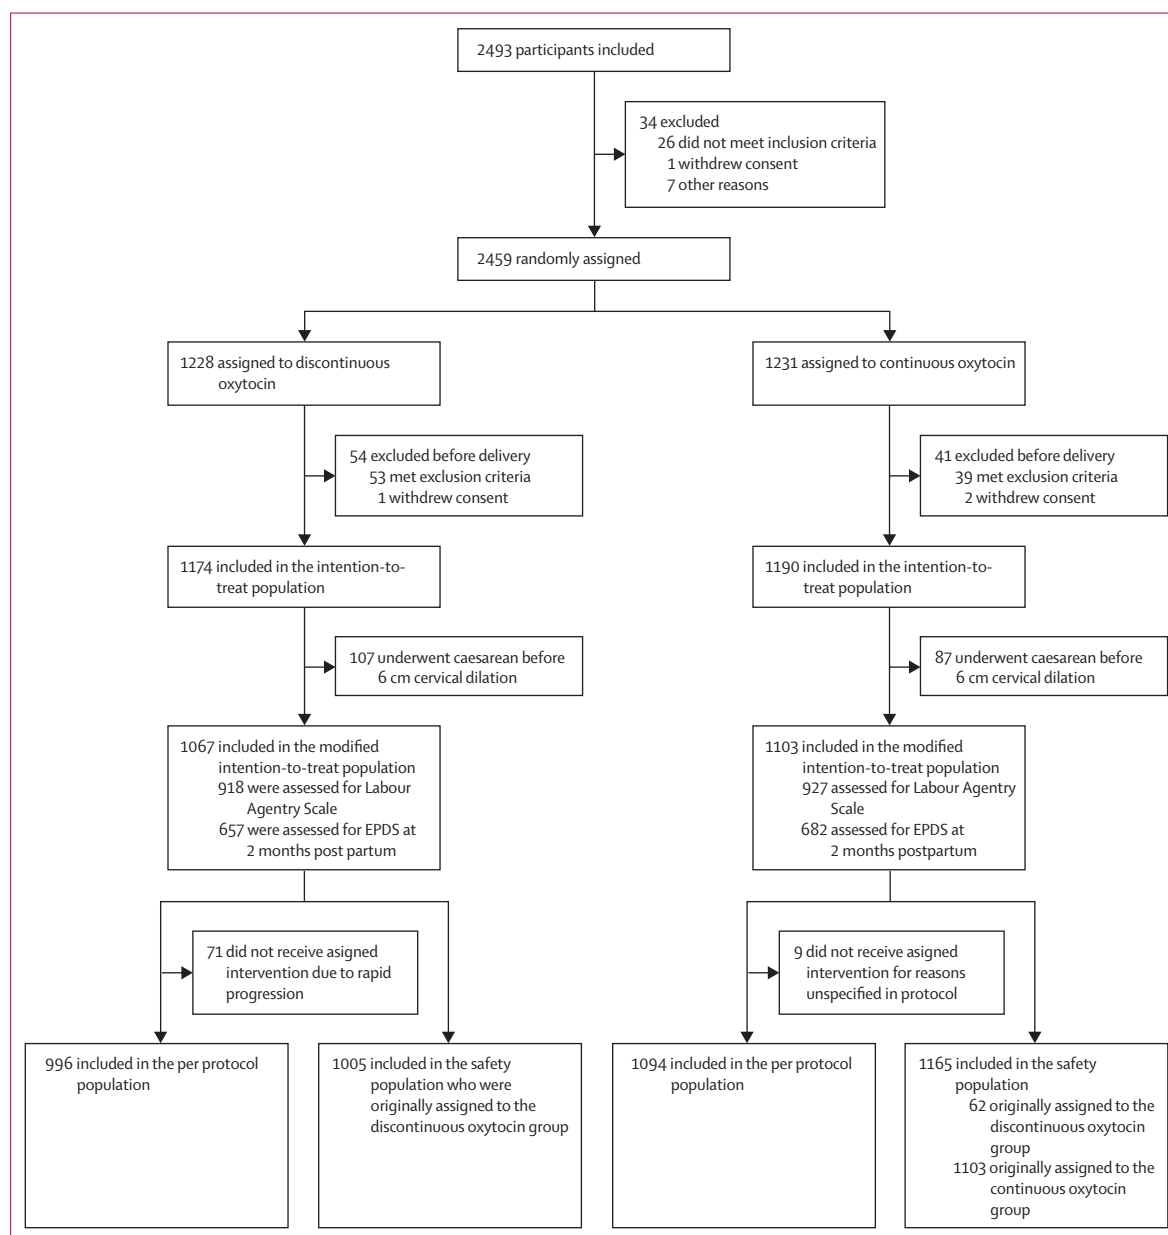 2493 participants included
34 excluded
26 did not meet inclusion criteria
1 withdrew consent
7 other reasons
2459 randomly assigned
1228 assigned to discontinuous
oxytocin
1231 assigned to continuous oxytocin
54 excluded before delivery
53 met exclusion criteria
1 withdrew consent
41 excluded before delivery
39 met exclusion criteria
2 withdrew consent
1174 included in the intention-to-
treat population
1190 included in the intention-to-
treat population
107 underwent caesarean before
6 cm cervical dilation
87 underwent caesarean before
6 cm cervical dilation
1067 included in the modified
intention-to-treat population
918 were assessed for Labour
Agentry Scale
657 were assessed for EPDS at
2 months post partum
1103 included in the modified
intention-to-treat population
927 assessed for Labour Agentry
Scale
682 assessed for EPDS at
2 months postpartum
71 did not receive asigned
intervention due to rapid
progression
9 did not receive asigned
intervention for reasons
unspecified in protocol
996 included in the per protocol
population
1005 included in the safety
population who were
originally assigned to the
discontinuous oxytocin group
1094 included in the per protocol
population
1165 included in the safety
population
62 originally assigned to the
discontinuous oxytocin
group
1103 originally assigned to the
continuous oxytocin
group